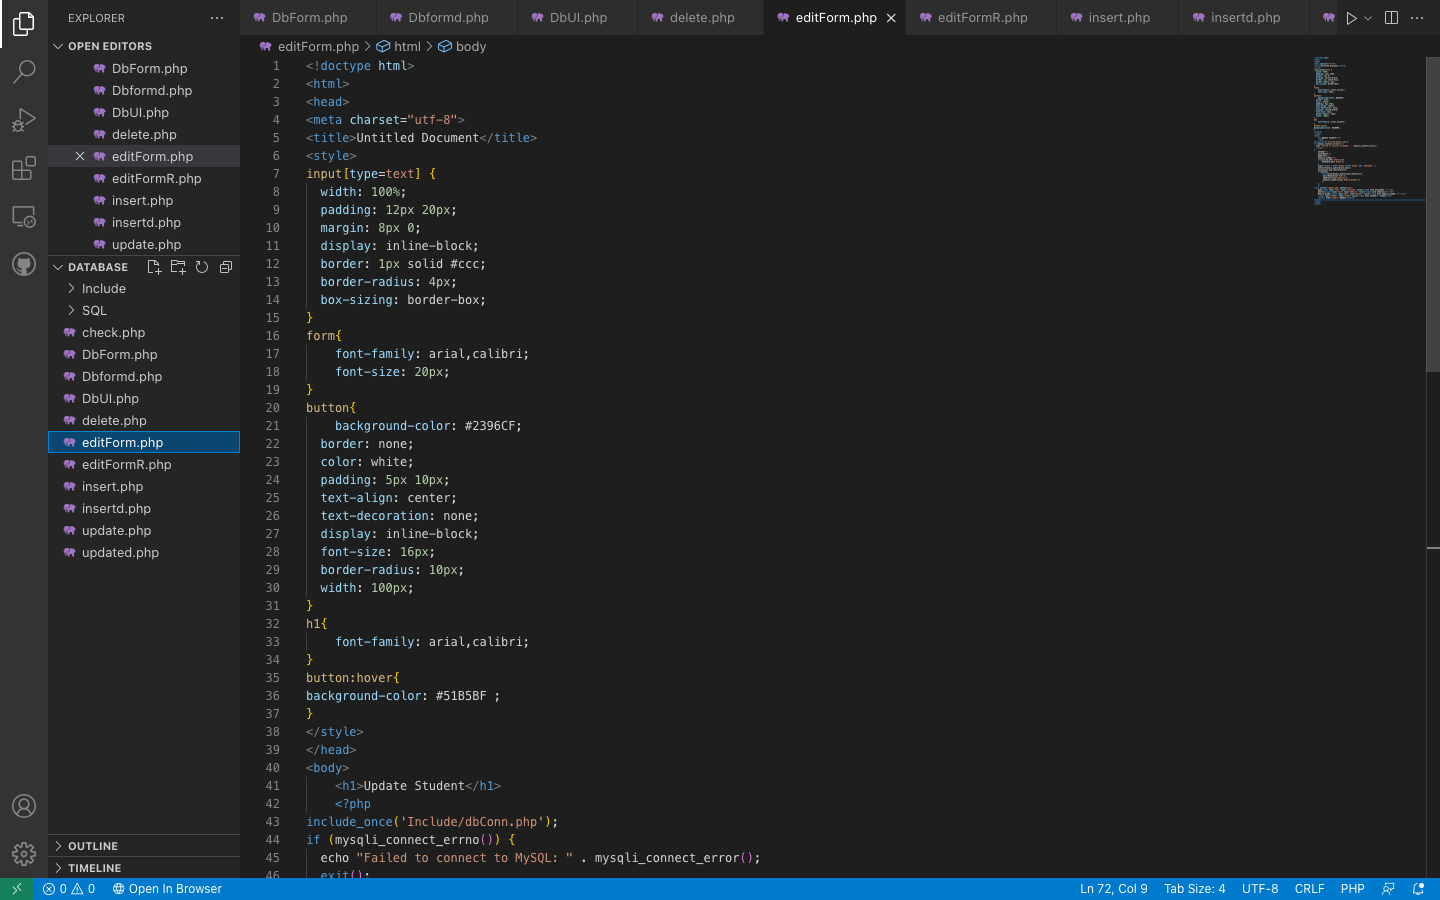 EXPLORER
OPEN EDITORS
DbForm.php
Dbformd.php
DbUI.php
delete.php
editForm.php
editFormR.php
insert.php
insertd.php
update.php
DATABASE
Include
SQL
check.php
DbForm.php
Dbformd.php
DbUI.php
delete.php
editForm.php
editFormR.php
insert.php
insertd.php
update.php
updated.php
OUTLINE
TIMELINE
DbForm.php Dbformd.php DbUI.php delete.php editForm.php editFormR.php insert.php insertd.php
editForm.php > html > body
1 <!doctype html>
2 <html>
3 <head>
4 <meta charset="utf-8">
5 <title>Untitled Document</title>
6 <style>
7 input[type=text] {
8 width: 100%;
9 padding: 12px 20px;
10 margin: 8px 0;
11 display: inline-block;
12 border: 1px solid #ccc;
13 border-radius: 4px;
14 box-sizing: border-box;
15 }
16 form{
17 font-family: arial,calibri;
18 font-size: 20px;
19 }
20 button{
21 background-color: #2396CF;
22 border: none;
23 color: white;
24 padding: 5px 10px;
25 text-align: center;
26 text-decoration: none;
27 display: inline-block;
28 font-size: 16px;
29 border-radius: 10px;
30 width: 100px;
31 }
32 h1{
33 font-family: arial,calibri;
34 }
35 button:hover{
36 background-color: #51B5BF ;
37 }
38 </style>
39 </head>
40 <body>
41 <h1>Update Student</h1>
42 <?php
43 include_once('Include/dbConn.php');
44 if (mysqli_connect_errno()) {
45 echo "Failed to connect to MySQL: " . mysqli_connect_error();
46 exit();
0 0 Open In Browser Ln 72, Col 9 Tab Size: 4 UTF-8 CRLF PHP